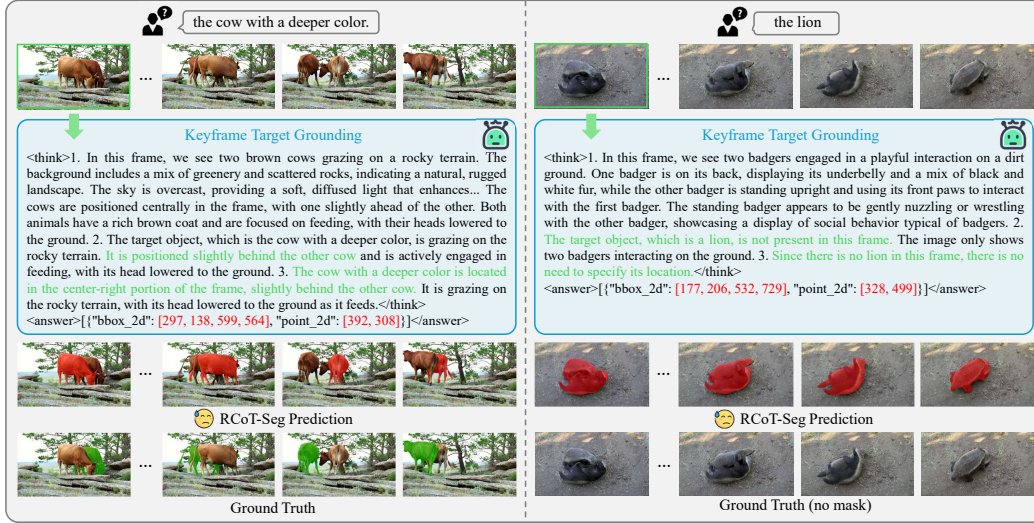 the cow with a deeper color.
...
Keyframe Target Grounding
<think>1. In this frame, we see two brown cows grazing on a rocky terrain. The
background includes a mix of greenery and scattered rocks, indicating a natural, rugged
landscape. The sky is overcast, providing a soft, diffused light that enhances... The
cows are positioned centrally in the frame, with one slightly ahead of the other. Both
animals have a rich brown coat and are focused on feeding, with their heads lowered to
the ground. 2. The target object, which is the cow with a deeper color, is grazing on the
rocky terrain. It is positioned slightly behind the other cow and is actively engaged in
feeding, with its head lowered to the ground. 3. The cow with a deeper color is located
in the center-right portion of the frame, slightly behind the other cow. It is grazing
on the rocky terrain, with its head lowered to the ground as it feeds.</think>
<answer>[{"bbox_2d": [297, 138, 599, 564], "point_2d": [392, 308]}]</answer>
...
RCoT-Seg Prediction
...
Ground Truth
the lion
...
Keyframe Target Grounding
<think>1. In this frame, we see two badgers engaged in a playful interaction on a dirt
ground. One badger is on its back, displaying its underbelly and a mix of black and
white fur, while the other badger is standing upright and using its front paws to interact
with the first badger. The standing badger appears to be gently nuzzling or wrestling
with the other badger, showcasing a display of social behavior typical of badgers. 2.
The target object, which is a lion, is not present in this frame. The image only shows
two badgers interacting on the ground. 3. Since there is no lion in this frame, there is
no need to specify its location.</think>
<answer>[{"bbox_2d": [177, 206, 532, 729], "point_2d": [328, 499]}]</answer>
...
RCoT-Seg Prediction
...
Ground Truth (no mask)